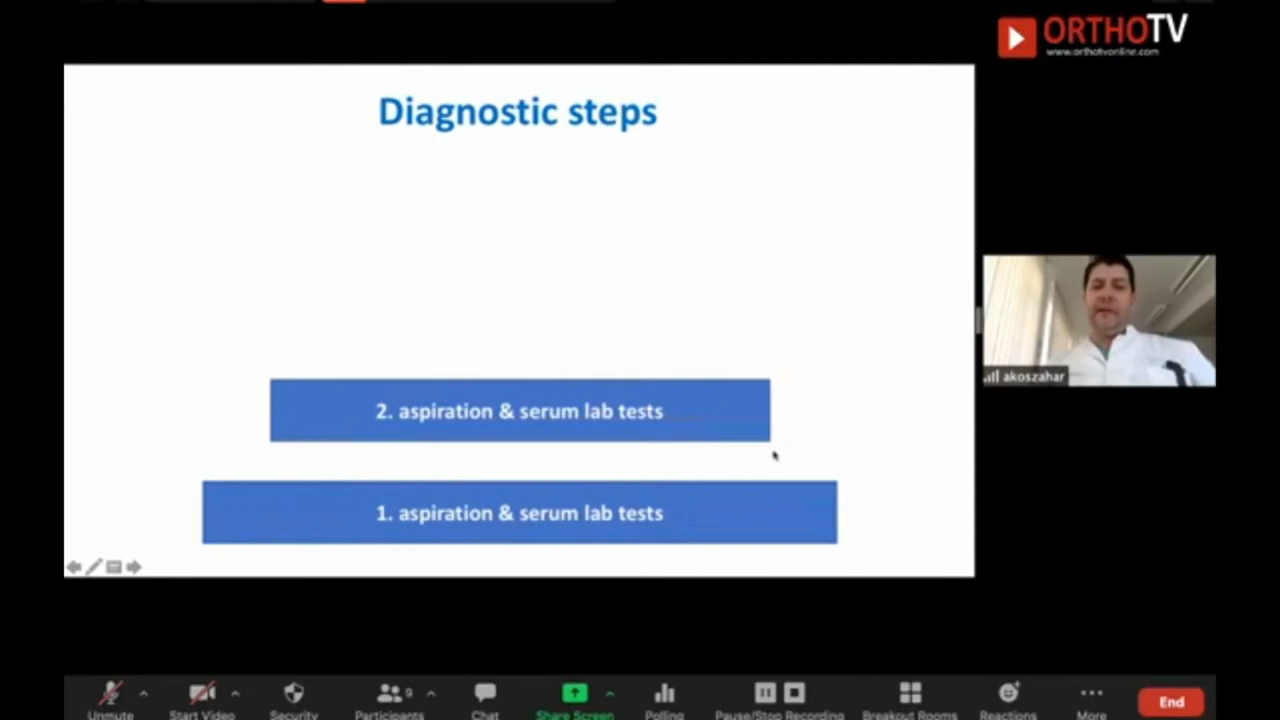 ORTHOTV
www.orthotvonline.com
Diagnostic steps
2. aspiration & serum lab tests
1. aspiration & serum lab tests
akoszahar
9
Unmute
Start Video
Security
Participants
Chat
Share Screen
Polling
Pause/Stop Recording
Breakout Rooms
Reactions
More
End